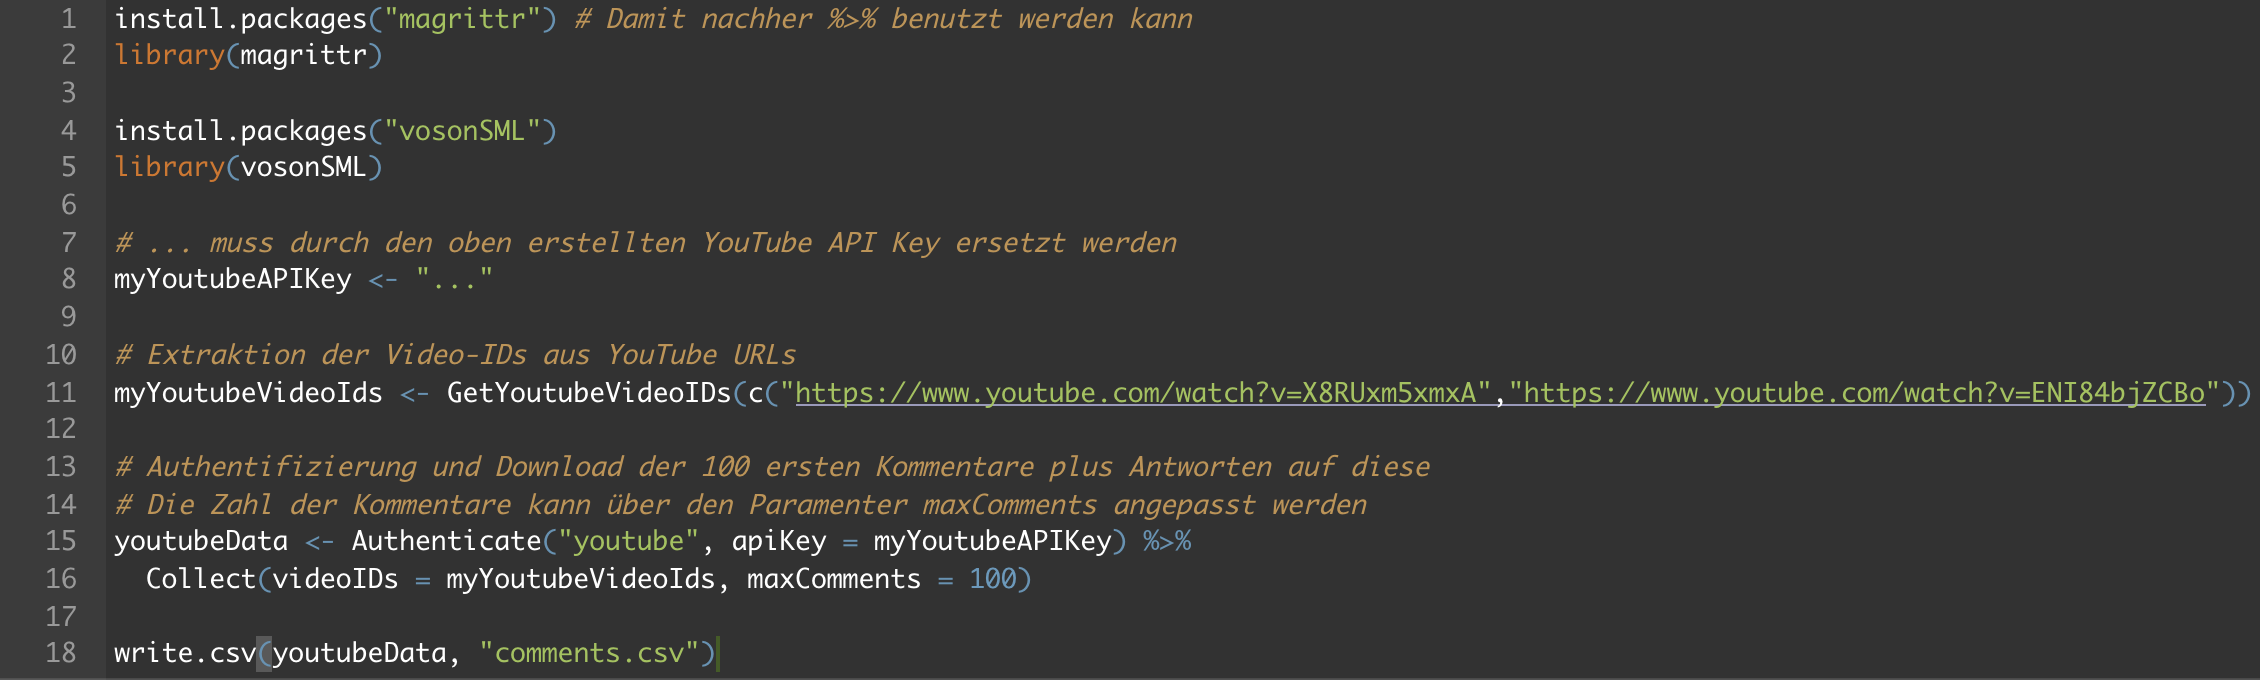 1 install.packages("magrittr") # Damit nachher %>% benutzt werden kann
2 library(magrittr)
3
4 install.packages("vosonSML")
5 library(vosonSML)
6
7 # ... muss durch den oben erstellten YouTube API Key ersetzt werden
8 myYoutubeAPIKey <- "..."
9
10 # Extraktion der Video-IDs aus YouTube URLs
11 myYoutubeVideoIds <- GetYoutubeVideoIDs(c("https://www.youtube.com/watch?v=X8RUxm5xmxA","https://www.youtube.com/watch?v=ENI84bjZCBo"))
12
13 # Authentifizierung und Download der 100 ersten Kommentare plus Antworten auf diese
14 # Die Zahl der Kommentare kann über den Paramenter maxComments angepasst werden
15 youtubeData <- Authenticate("youtube", apiKey = myYoutubeAPIKey) %>%
16   Collect(videoIDs = myYoutubeVideoIds, maxComments = 100)
17
18 write.csv(youtubeData, "comments.csv")